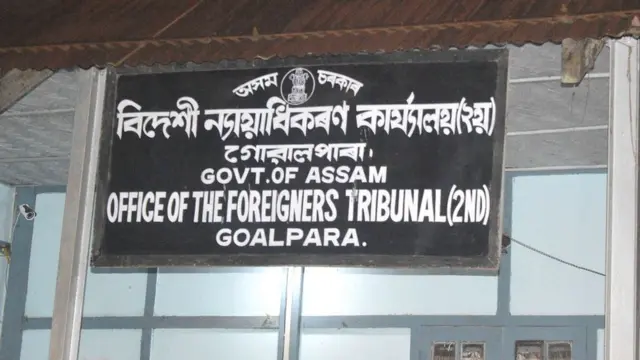 অসম চৰকাৰ
বিদেশী ন্যায়াধিকৰণ কাৰ্য্যালয়(২য়)
গোৱালপাৰা.
GOVT. OF ASSAM
OFFICE OF THE FOREIGNERS TRIBUNAL(2ND)
GOALPARA.